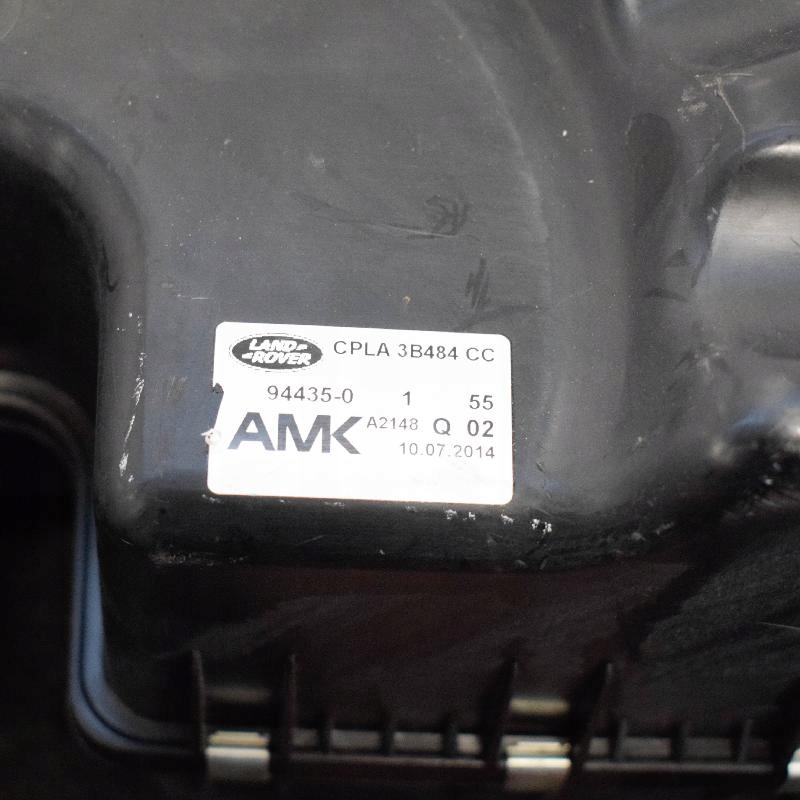 LAND ROVER CPLA 3B484 CC
94435-0 1 55
AMK A2148 Q 02
10.07.2014